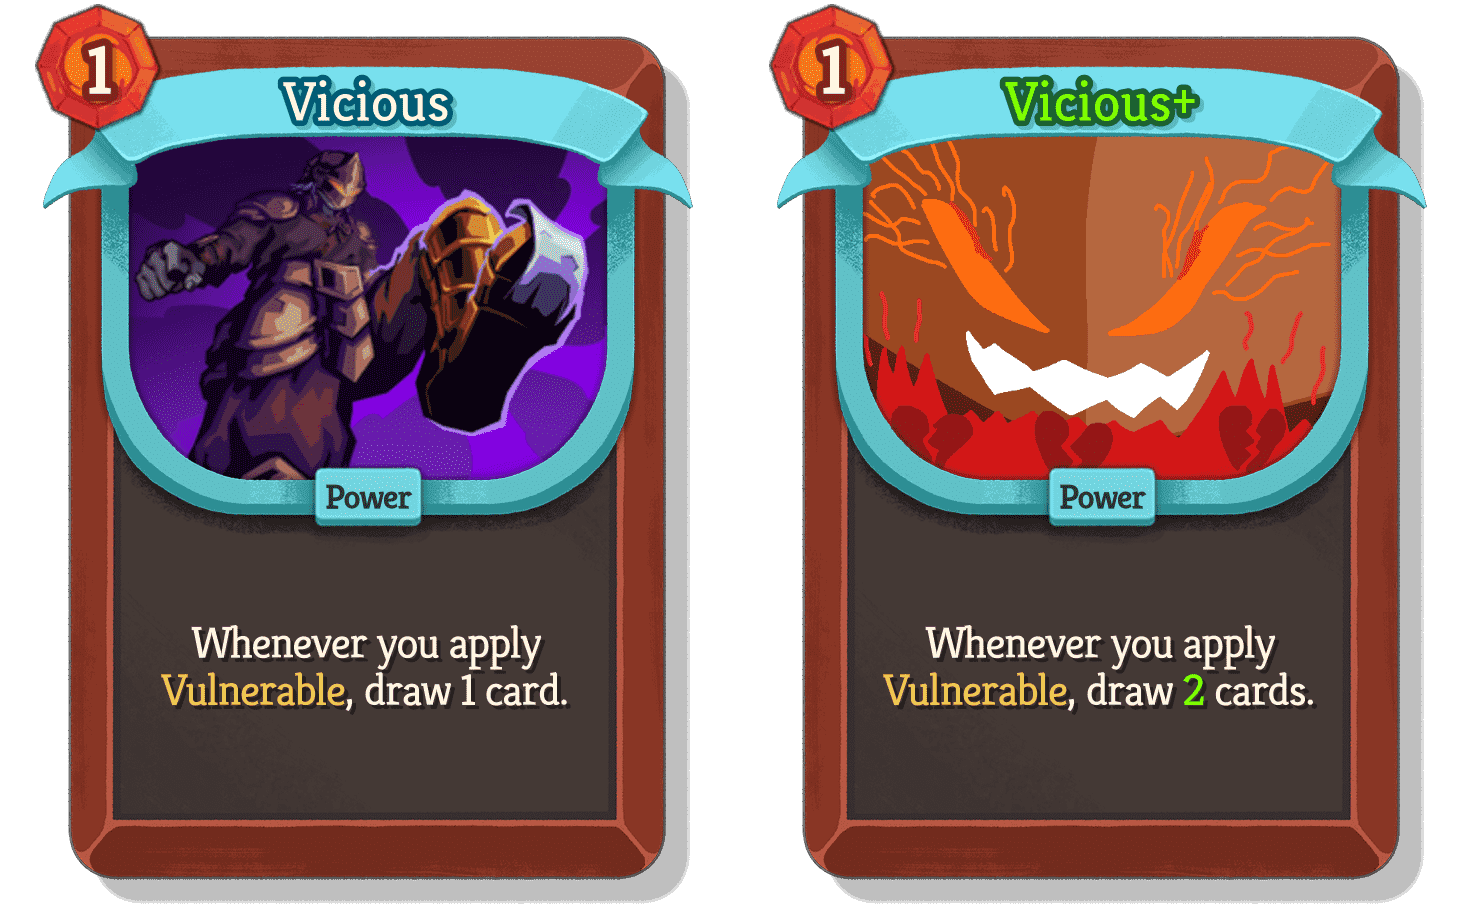 1
Vicious
Power
Whenever you apply
Vulnerable, draw 1 card.
1
Vicious+
Power
Whenever you apply
Vulnerable, draw 2 cards.